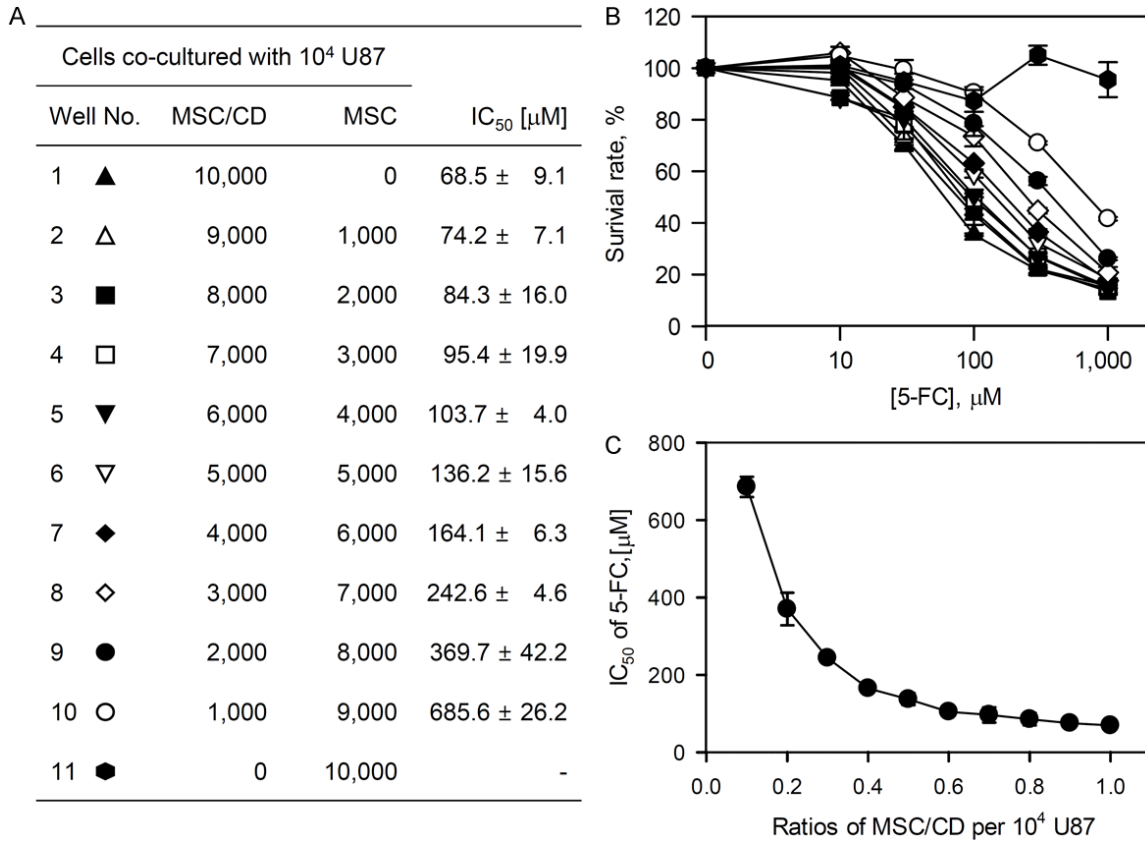 A
Cells co-cultured with 10⁴ U87
Well No. MSC/CD MSC IC₅₀ [μM]
1 ▲ 10,000 0 68.5 ± 9.1
2 △ 9,000 1,000 74.2 ± 7.1
3 ■ 8,000 2,000 84.3 ± 16.0
4 □ 7,000 3,000 95.4 ± 19.9
5 ▼ 6,000 4,000 103.7 ± 4.0
6 ▽ 5,000 5,000 136.2 ± 15.6
7 ◆ 4,000 6,000 164.1 ± 6.3
8 ◇ 3,000 7,000 242.6 ± 4.6
9 ● 2,000 8,000 369.7 ± 42.2
10 ○ 1,000 9,000 685.6 ± 26.2
11 ⬢ 0 10,000 -
B
Surivial rate, %
120
100
80
60
40
20
0
0 10 100 1,000
[5-FC], μM
C
IC₅₀ of 5-FC,[μM]
800
600
400
200
0
0.0 0.2 0.4 0.6 0.8 1.0
Ratios of MSC/CD per 10⁴ U87